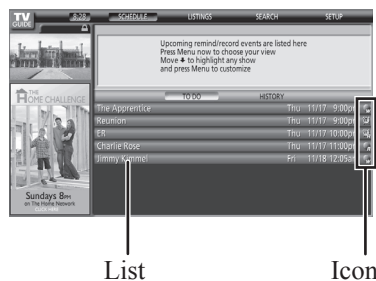 TV GUIDE 8:28 SCHEDULE LISTINGS SEARCH SETUP
Upcoming remind/record events are listed here
Press Menu now to choose your view
Move to highlight any show
and press Menu to customize
TO DO HISTORY
The Apprentice Thu 11/17 9:00p
Reunion Thu 11/17 9:00p
ER Thu 11/17 10:00p
Charlie Rose Thu 11/17 11:00p
Jimmy Kimmel Fri 11/18 12:05a
THE
HOME CHALLENGE
Sundays 8PM
on The Home Network
CLICK HERE
List Icon